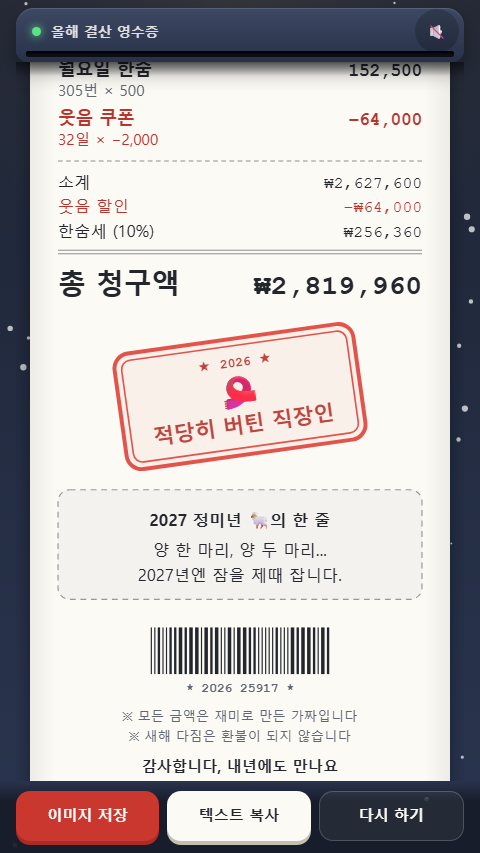 올해 결산 영수증
월요일 한숨 152,500
305번 × 500
웃음 쿠폰 −64,000
32일 × −2,000
소계 ₩2,627,600
웃음 할인 −₩64,000
한숨세 (10%) ₩256,360
총 청구액 ₩2,819,960
★ 2026 ★
적당히 버틴 직장인
2027 정미년 🐑의 한 줄
양 한 마리, 양 두 마리…
2027년엔 잠을 제때 잡니다.
★ 2026 25917 ★
※ 모든 금액은 재미로 만든 가짜입니다
※ 새해 다짐은 환불이 되지 않습니다
감사합니다, 내년에도 만나요
이미지 저장 텍스트 복사 다시 하기